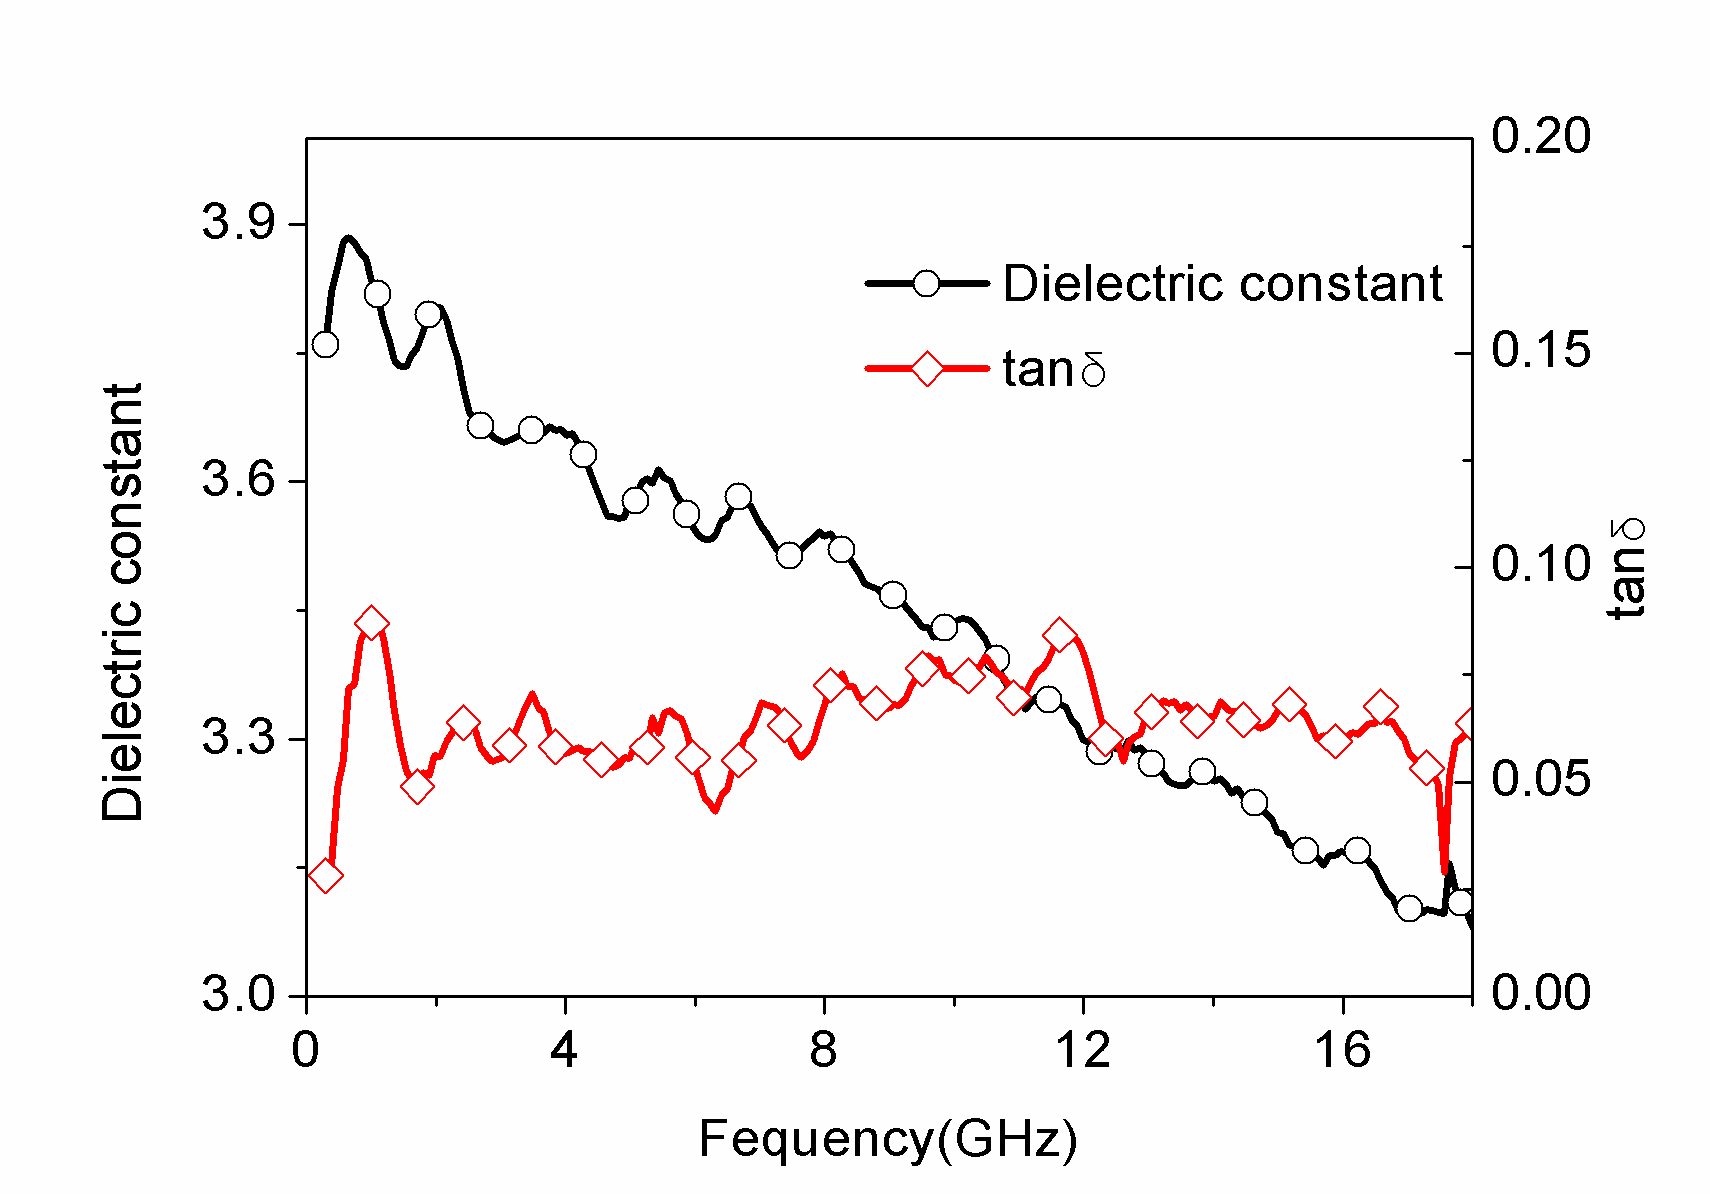 0.20
3.9
Dielectric constant
tanδ
0.15
3.6
0.10
3.3
0.05
3.0
0.00
Dielectric constant
tanδ
0 4 8 12 16
Fequency(GHz)